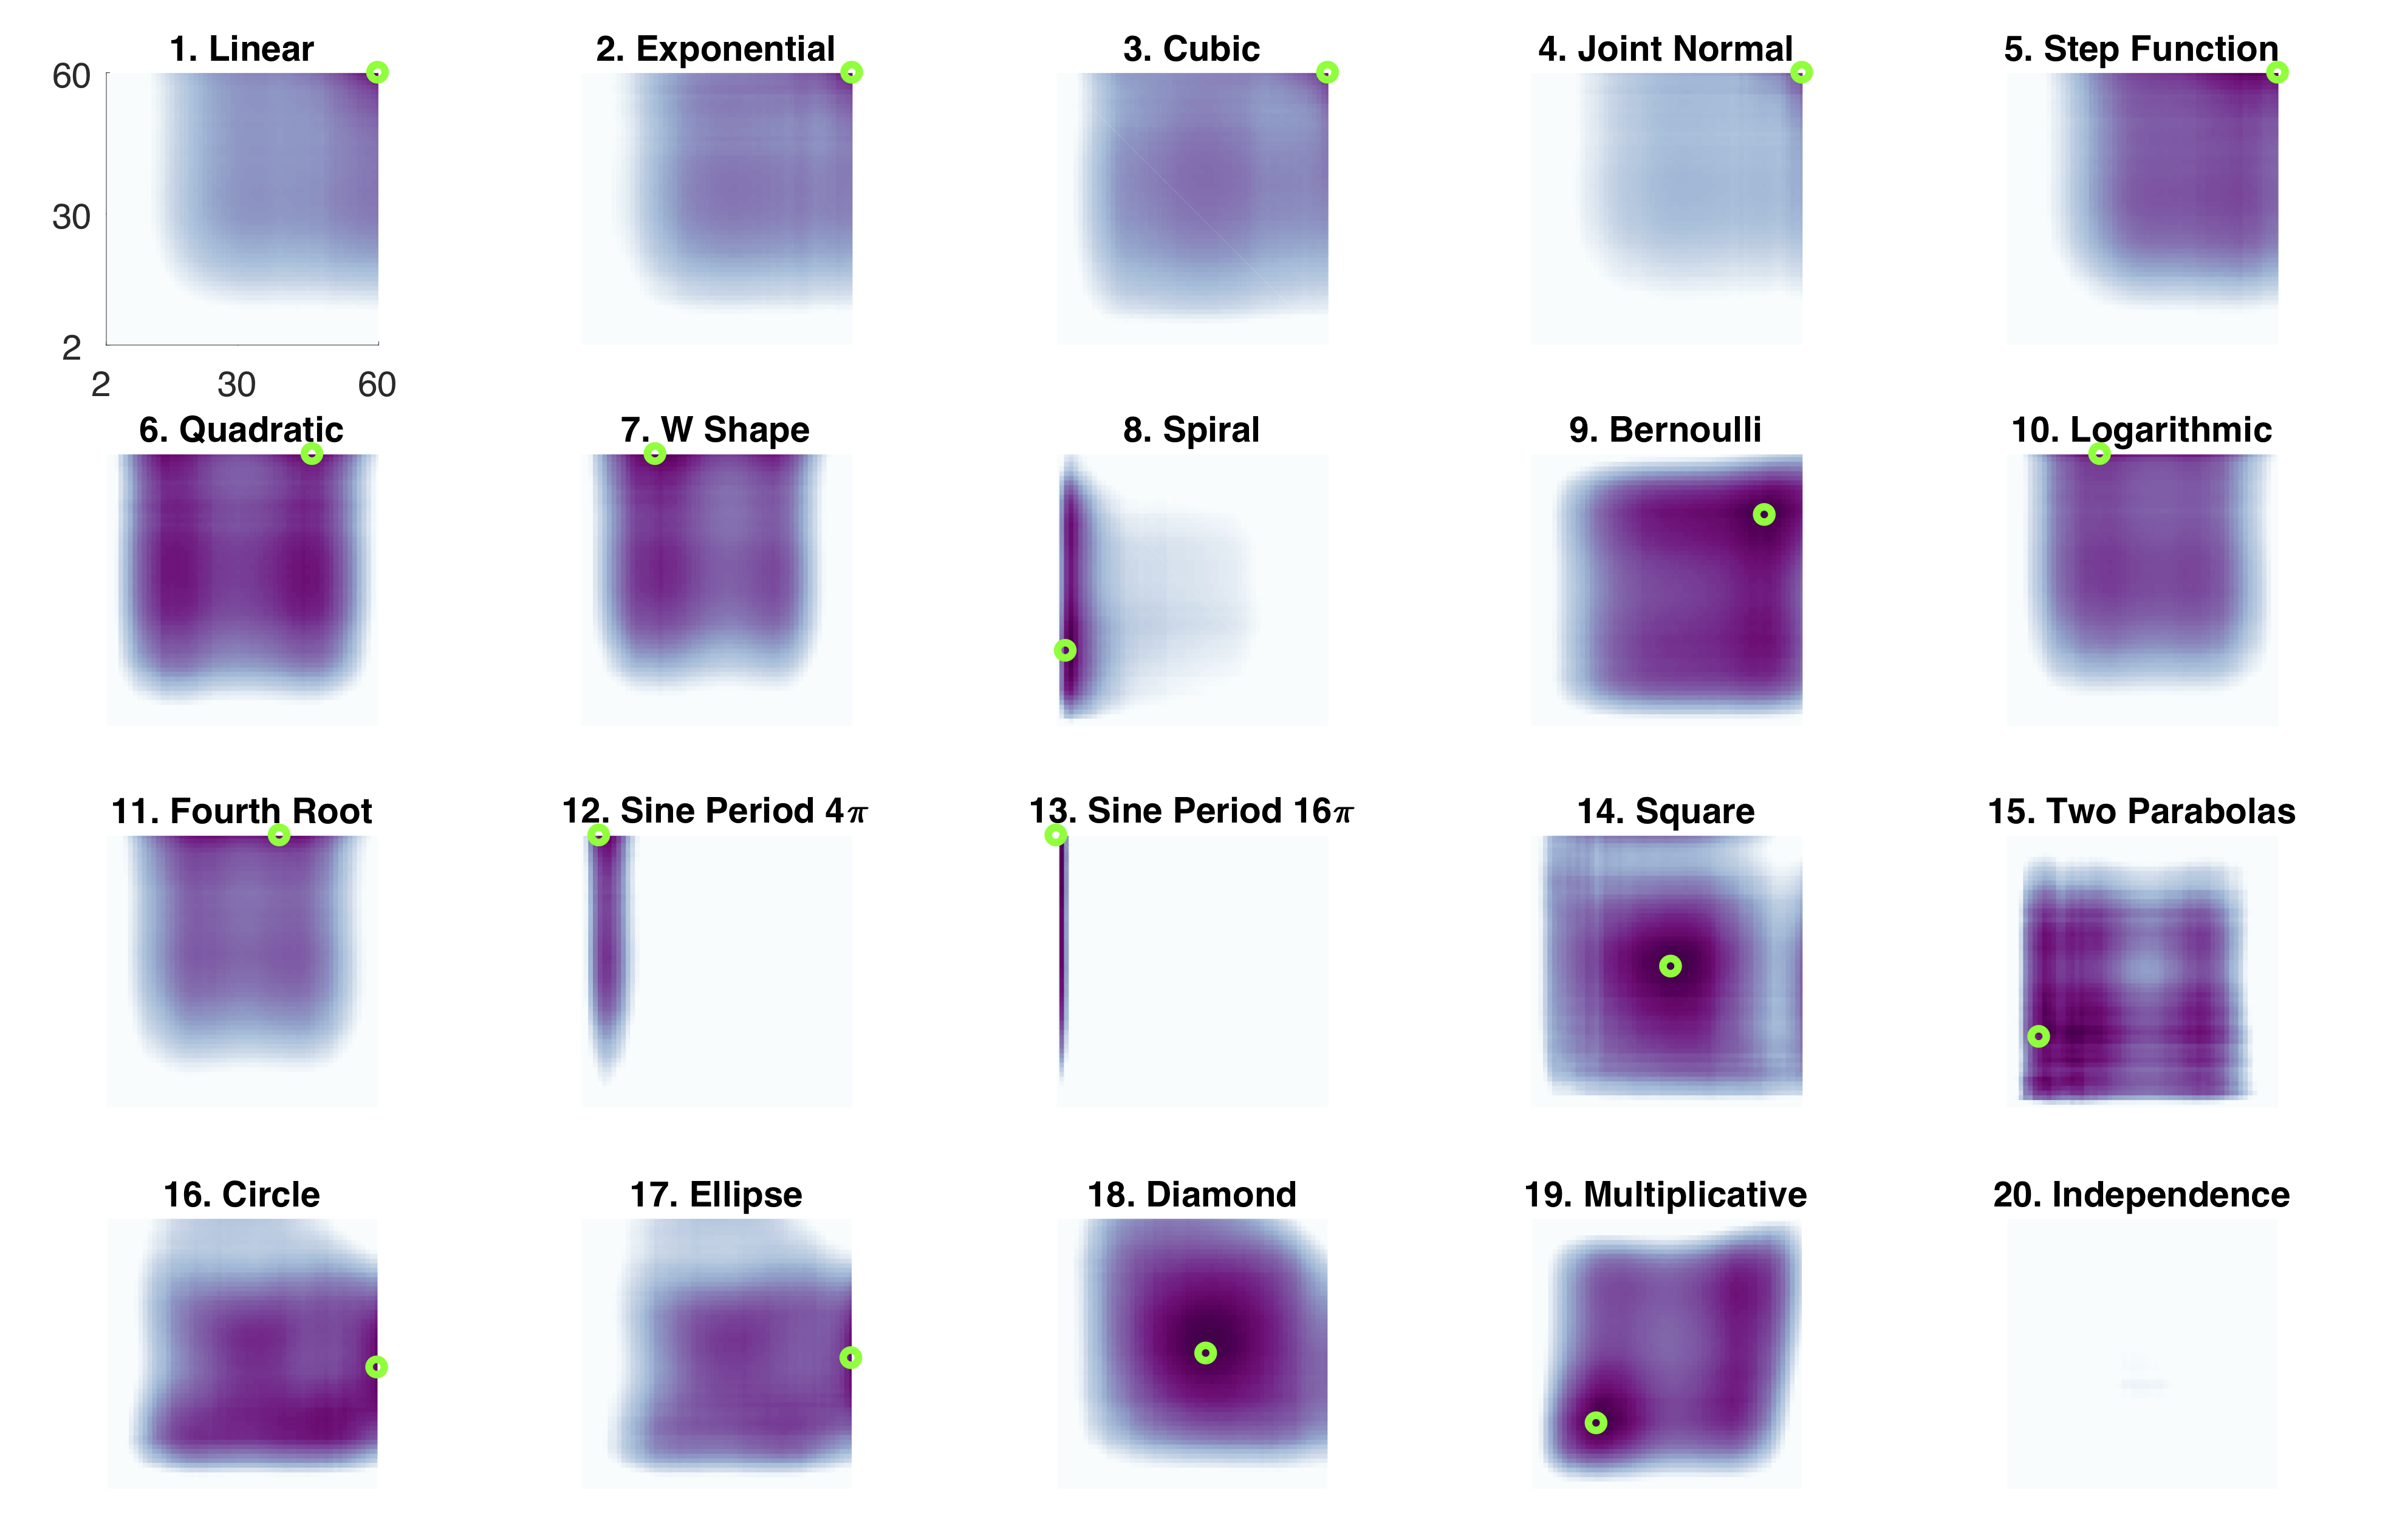 1. Linear
2. Exponential
3. Cubic
4. Joint Normal
5. Step Function
60
30
2
2
30
60
6. Quadratic
7. W Shape
8. Spiral
9. Bernoulli
10. Logarithmic
11. Fourth Root
12. Sine Period 4π
13. Sine Period 16π
14. Square
15. Two Parabolas
16. Circle
17. Ellipse
18. Diamond
19. Multiplicative
20. Independence